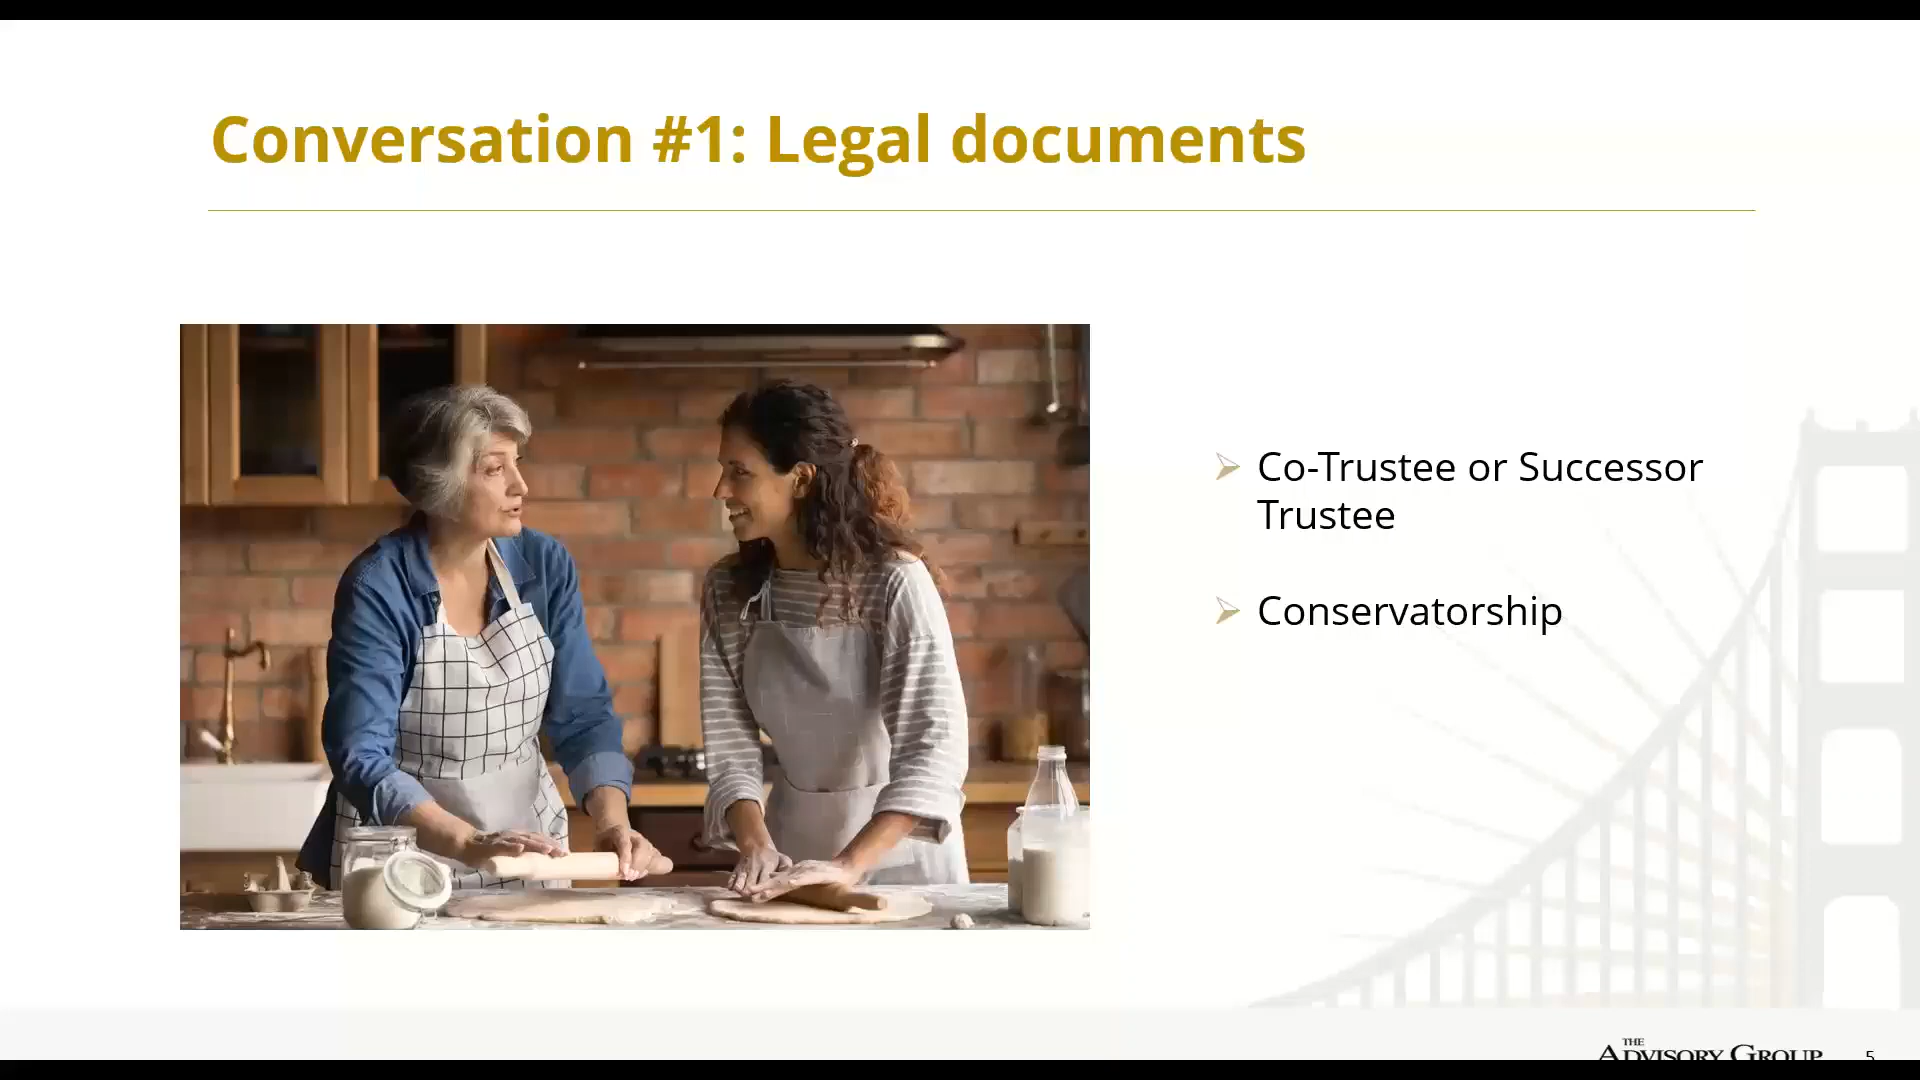 Conversation #1: Legal documents
Co-Trustee or Successor
Trustee
Conservatorship
THE
ADVISORY GROUP
5